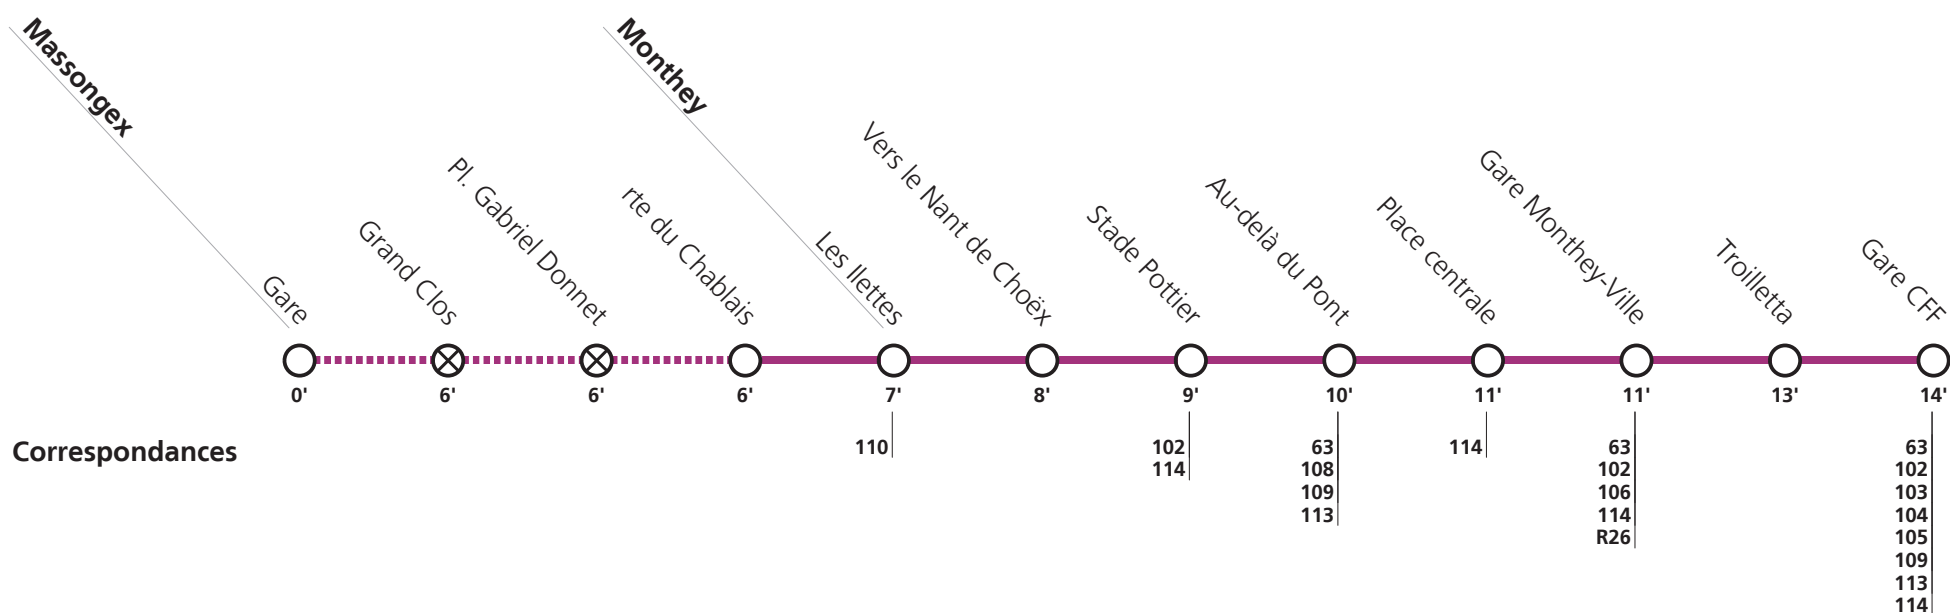 Massongex
Monthey
Gare
Grand Clos
Pl. Gabriel Donnet
rte du Chablais
Les Ilettes
Vers le Nant de Choëx
Stade Pottier
Au-delà du Pont
Place centrale
Gare Monthey-Ville
Troilletta
Gare CFF
0' 6' 6' 6' 7' 8' 9' 10' 11' 11' 13' 14'
Correspondances
110
102
114
63
108
109
113
114
63
102
106
114
R26
63
102
103
104
105
109
113
114